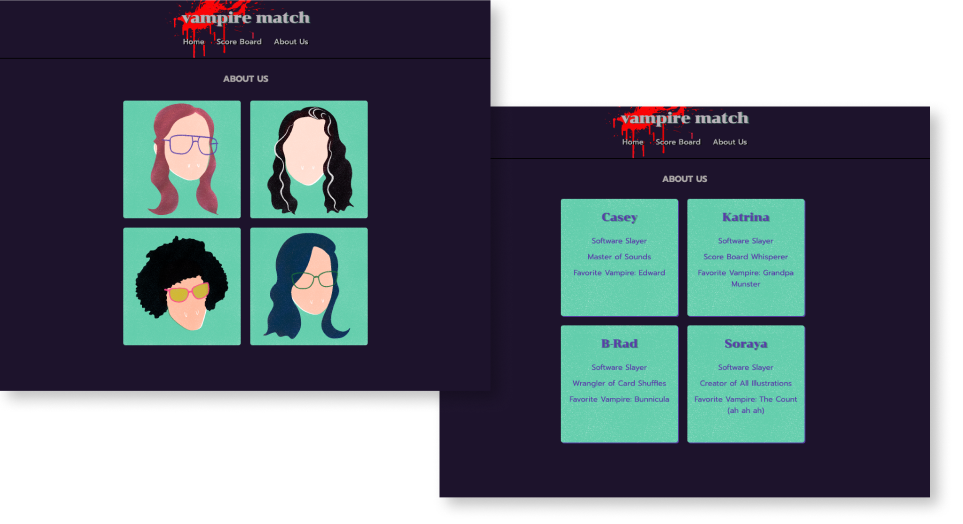 vampire match
Home Score Board About Us
ABOUT US
vampire match
Home Score Board About Us
ABOUT US
Casey
Software Slayer
Master of Sounds
Favorite Vampire: Edward
Katrina
Software Slayer
Score Board Whisperer
Favorite Vampire: Grandpa
Munster
B-Rad
Software Slayer
Wrangler of Card Shuffles
Favorite Vampire: Bunnicula
Soraya
Software Slayer
Creator of All Illustrations
Favorite Vampire: The Count
(ah ah ah)